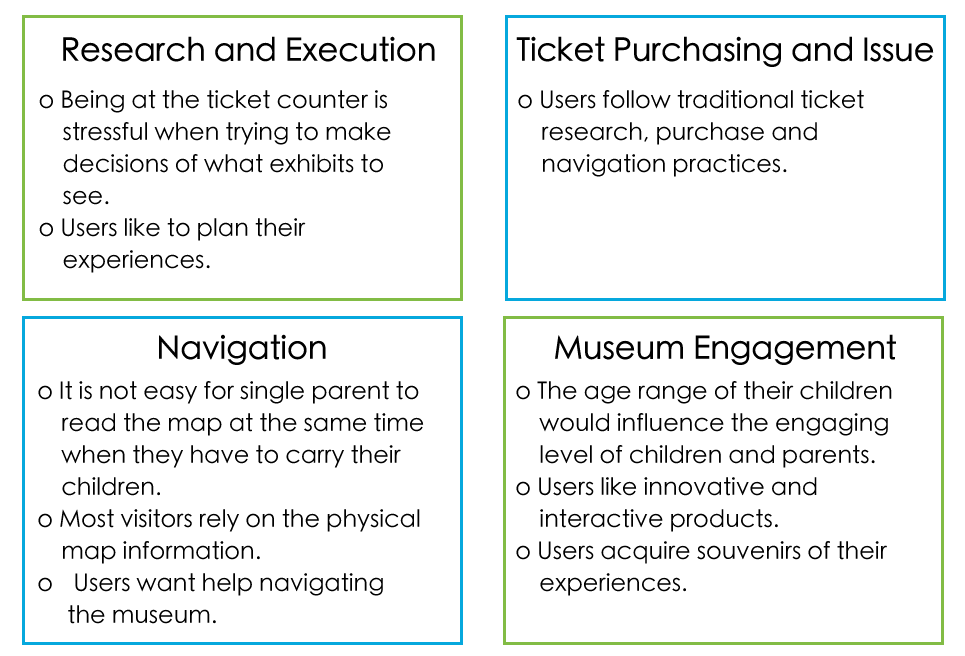 Research and Execution
o Being at the ticket counter is
stressful when trying to make
decisions of what exhibits to
see.
o Users like to plan their
experiences.
Ticket Purchasing and Issue
o Users follow traditional ticket
research, purchase and
navigation practices.
Navigation
o It is not easy for single parent to
read the map at the same time
when they have to carry their
children.
o Most visitors rely on the physical
map information.
o Users want help navigating
the museum.
Museum Engagement
o The age range of their children
would influence the engaging
level of children and parents.
o Users like innovative and
interactive products.
o Users acquire souvenirs of their
experiences.